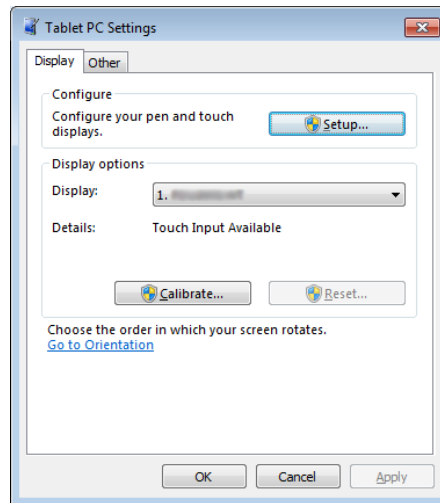 Tablet PC Settings
Display
Other
Configure
Configure your pen and touch
displays.
Setup...
Display options
Display:
1.
Details:
Touch Input Available
Calibrate...
Reset...
Choose the order in which your screen rotates.
Go to Orientation
OK
Cancel
Apply